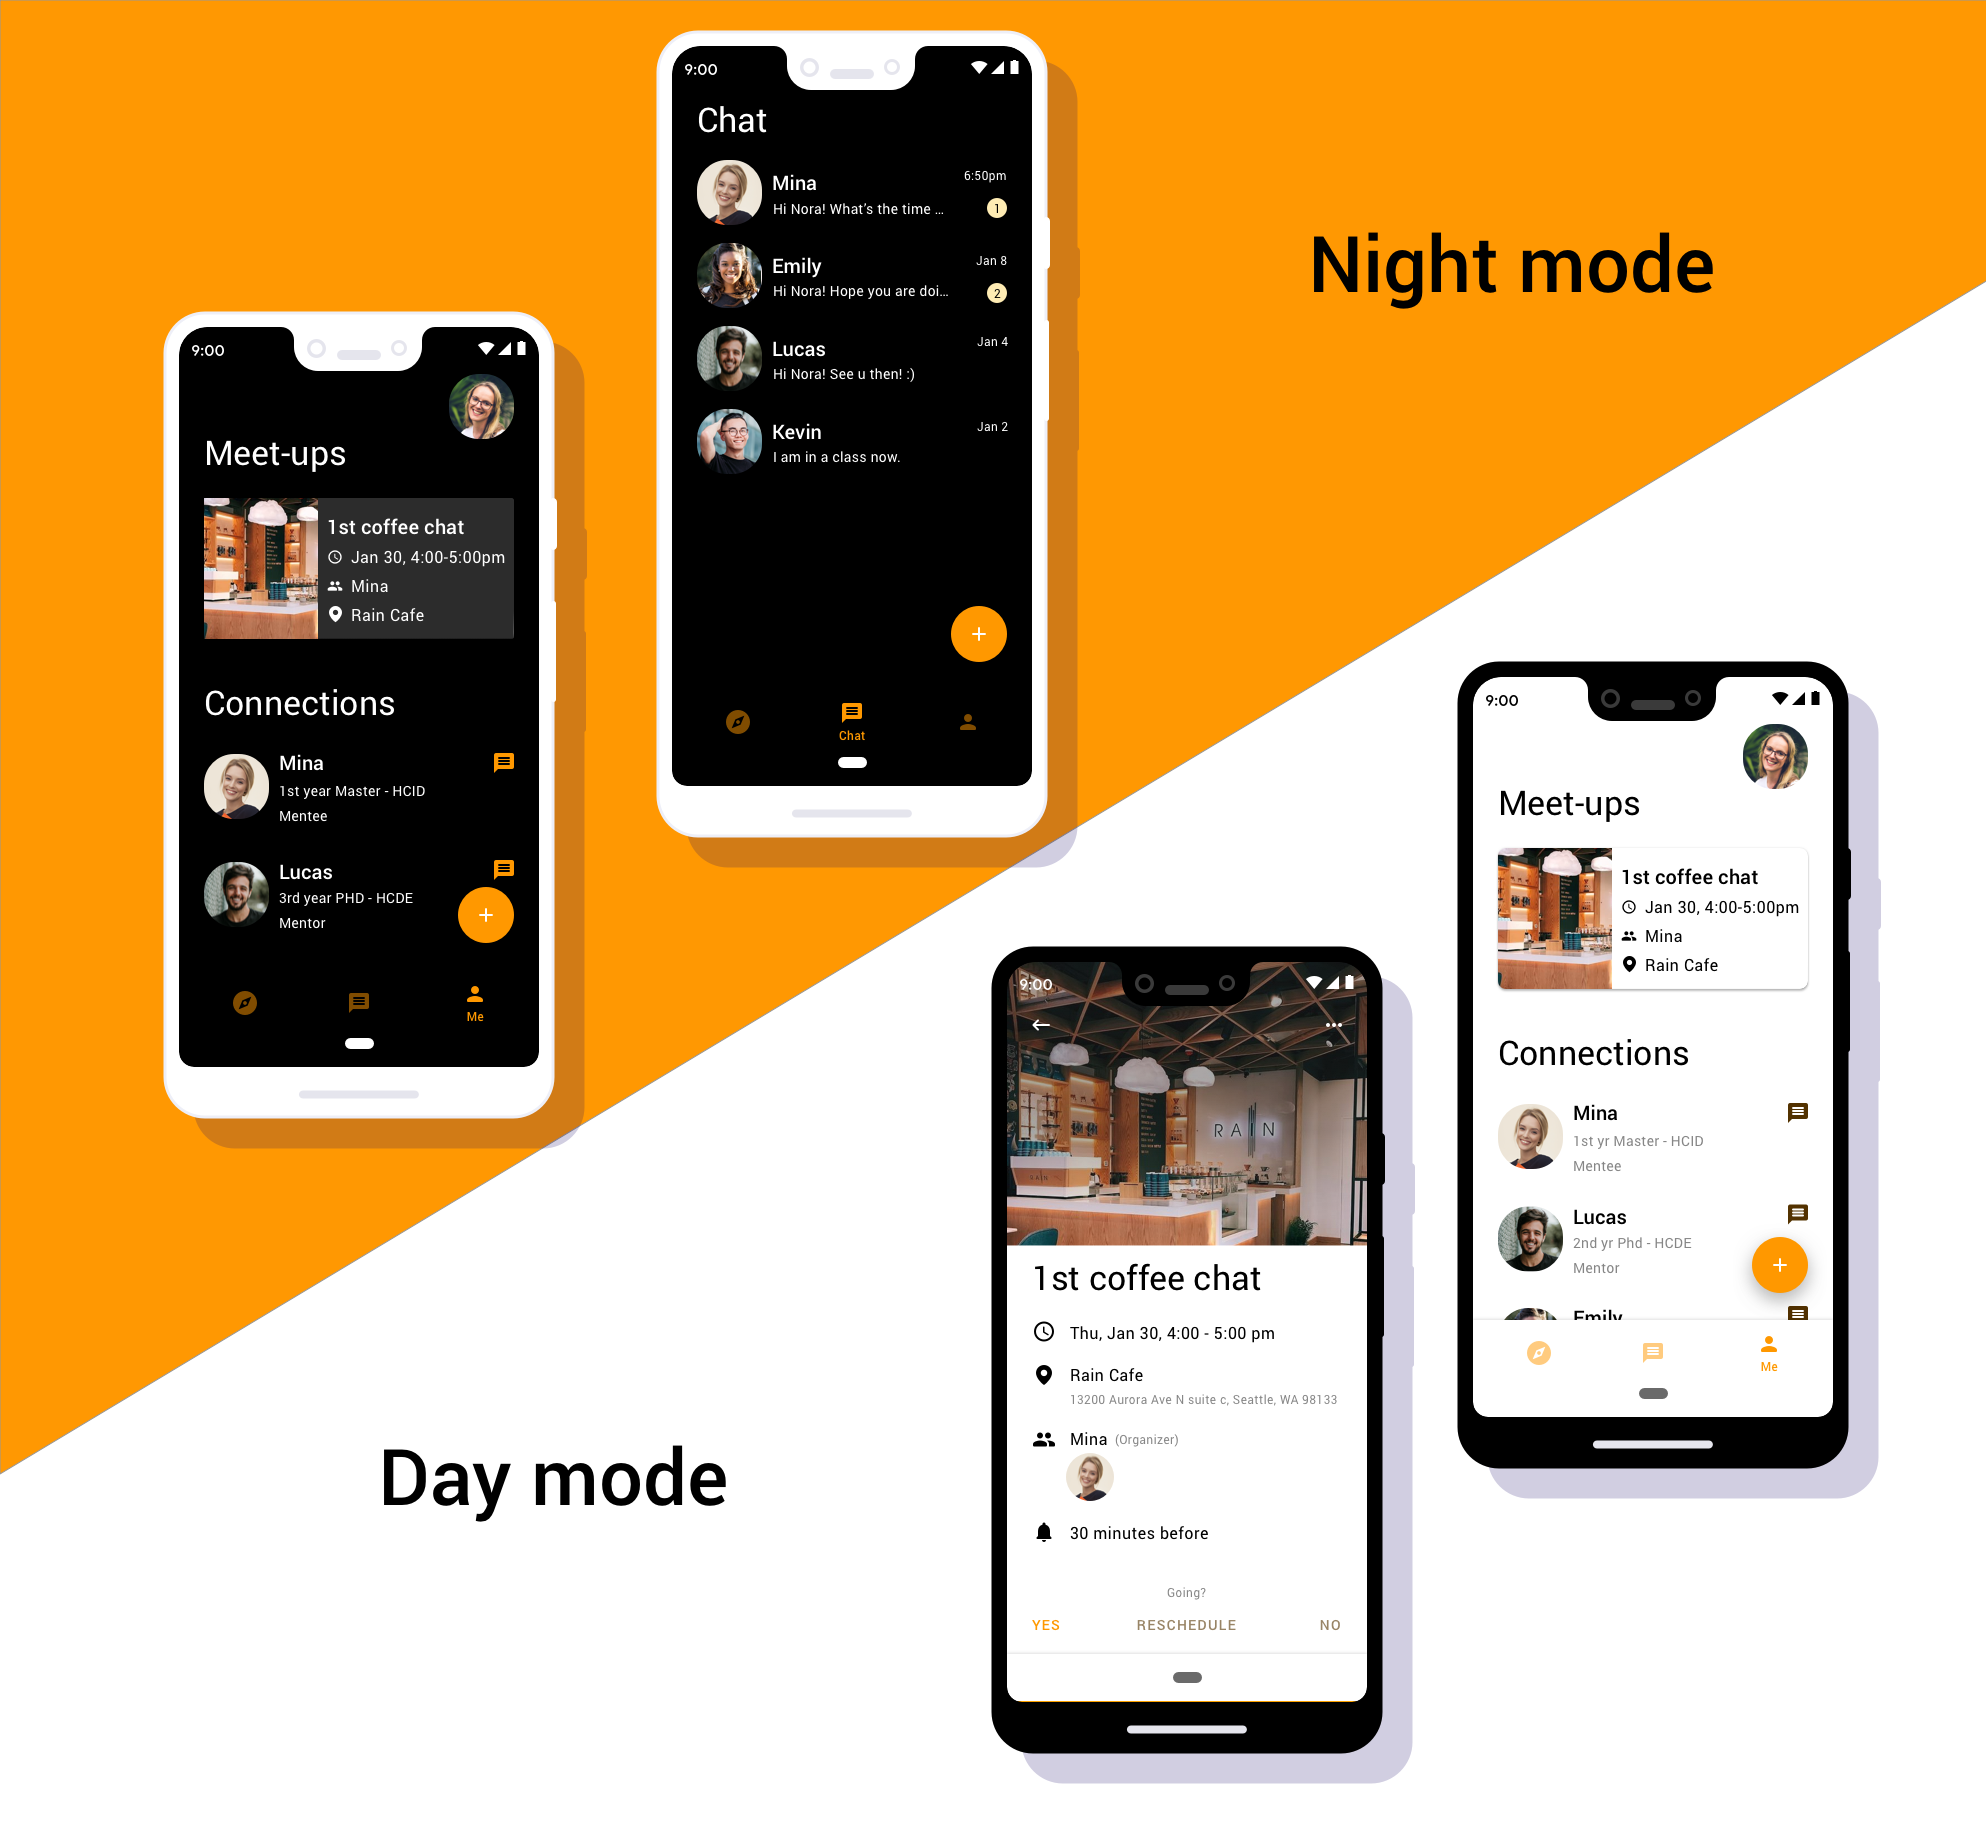 9:00
Chat
Mina
6:50pm
Hi Nora! What's the time ...
1
Emily
Jan 8
Hi Nora! Hope you are doi...
2
Lucas
Jan 4
Hi Nora! See u then! :)
Kevin
Jan 2
I am in a class now.
+
Chat
Night mode
9:00
Meet-ups
1st coffee chat
Jan 30, 4:00-5:00pm
Mina
Rain Cafe
Connections
Mina
1st year Master - HCID
Mentee
Lucas
3rd year PHD - HCDE
Mentor
+
Me
9:00
Meet-ups
1st coffee chat
Jan 30, 4:00-5:00pm
Mina
Rain Cafe
Connections
Mina
1st yr Master - HCID
Mentee
Lucas
2nd yr Phd - HCDE
Mentor
+
Emily
Me
9:00
RAIN
RAIN
1st coffee chat
Thu, Jan 30, 4:00 - 5:00 pm
Rain Cafe
13200 Aurora Ave N suite c, Seattle, WA 98133
Mina (Organizer)
30 minutes before
Going?
YES RESCHEDULE NO
Day mode